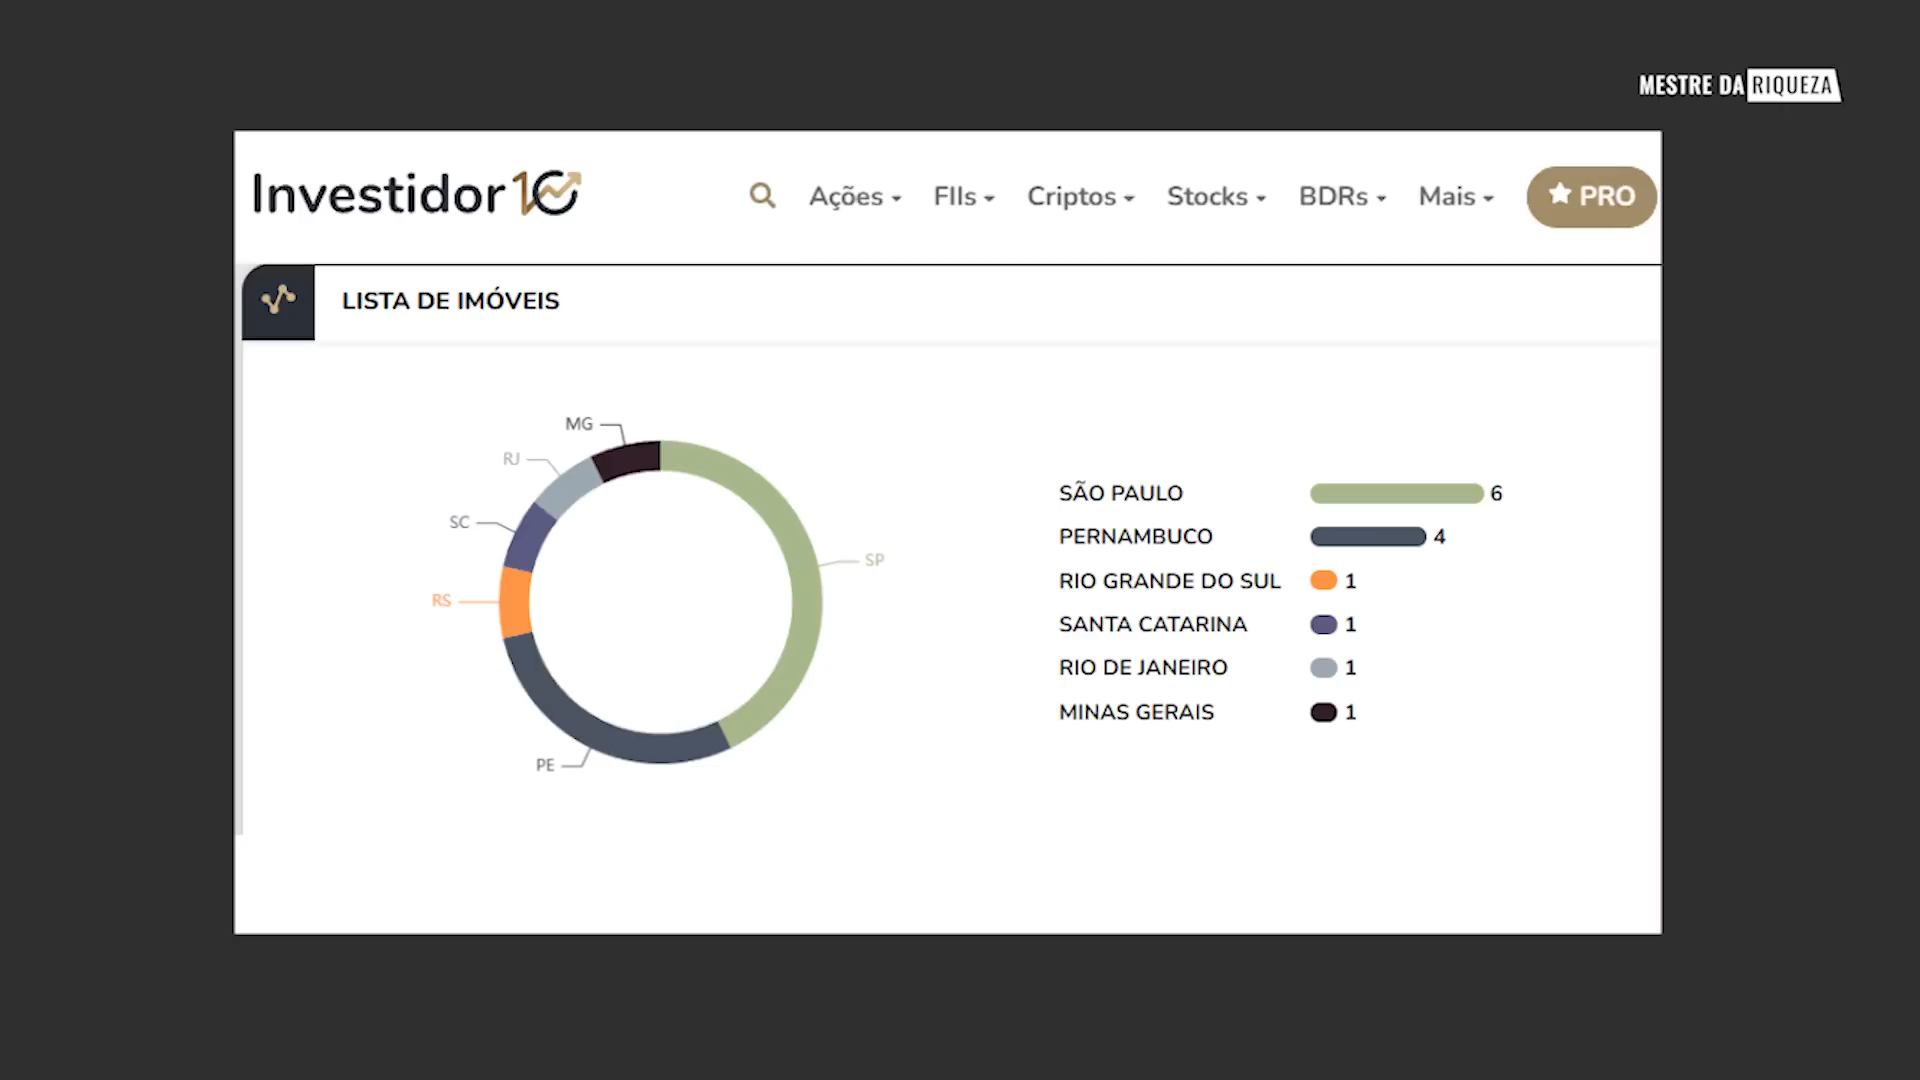 MESTRE DA RIQUEZA
Investidor 10
Ações
FIIs
Criptos
Stocks
BDRs
Mais
PRO
LISTA DE IMÓVEIS
MG
RJ
SC
RS
PE
SP
SÃO PAULO 6
PERNAMBUCO 4
RIO GRANDE DO SUL 1
SANTA CATARINA 1
RIO DE JANEIRO 1
MINAS GERAIS 1